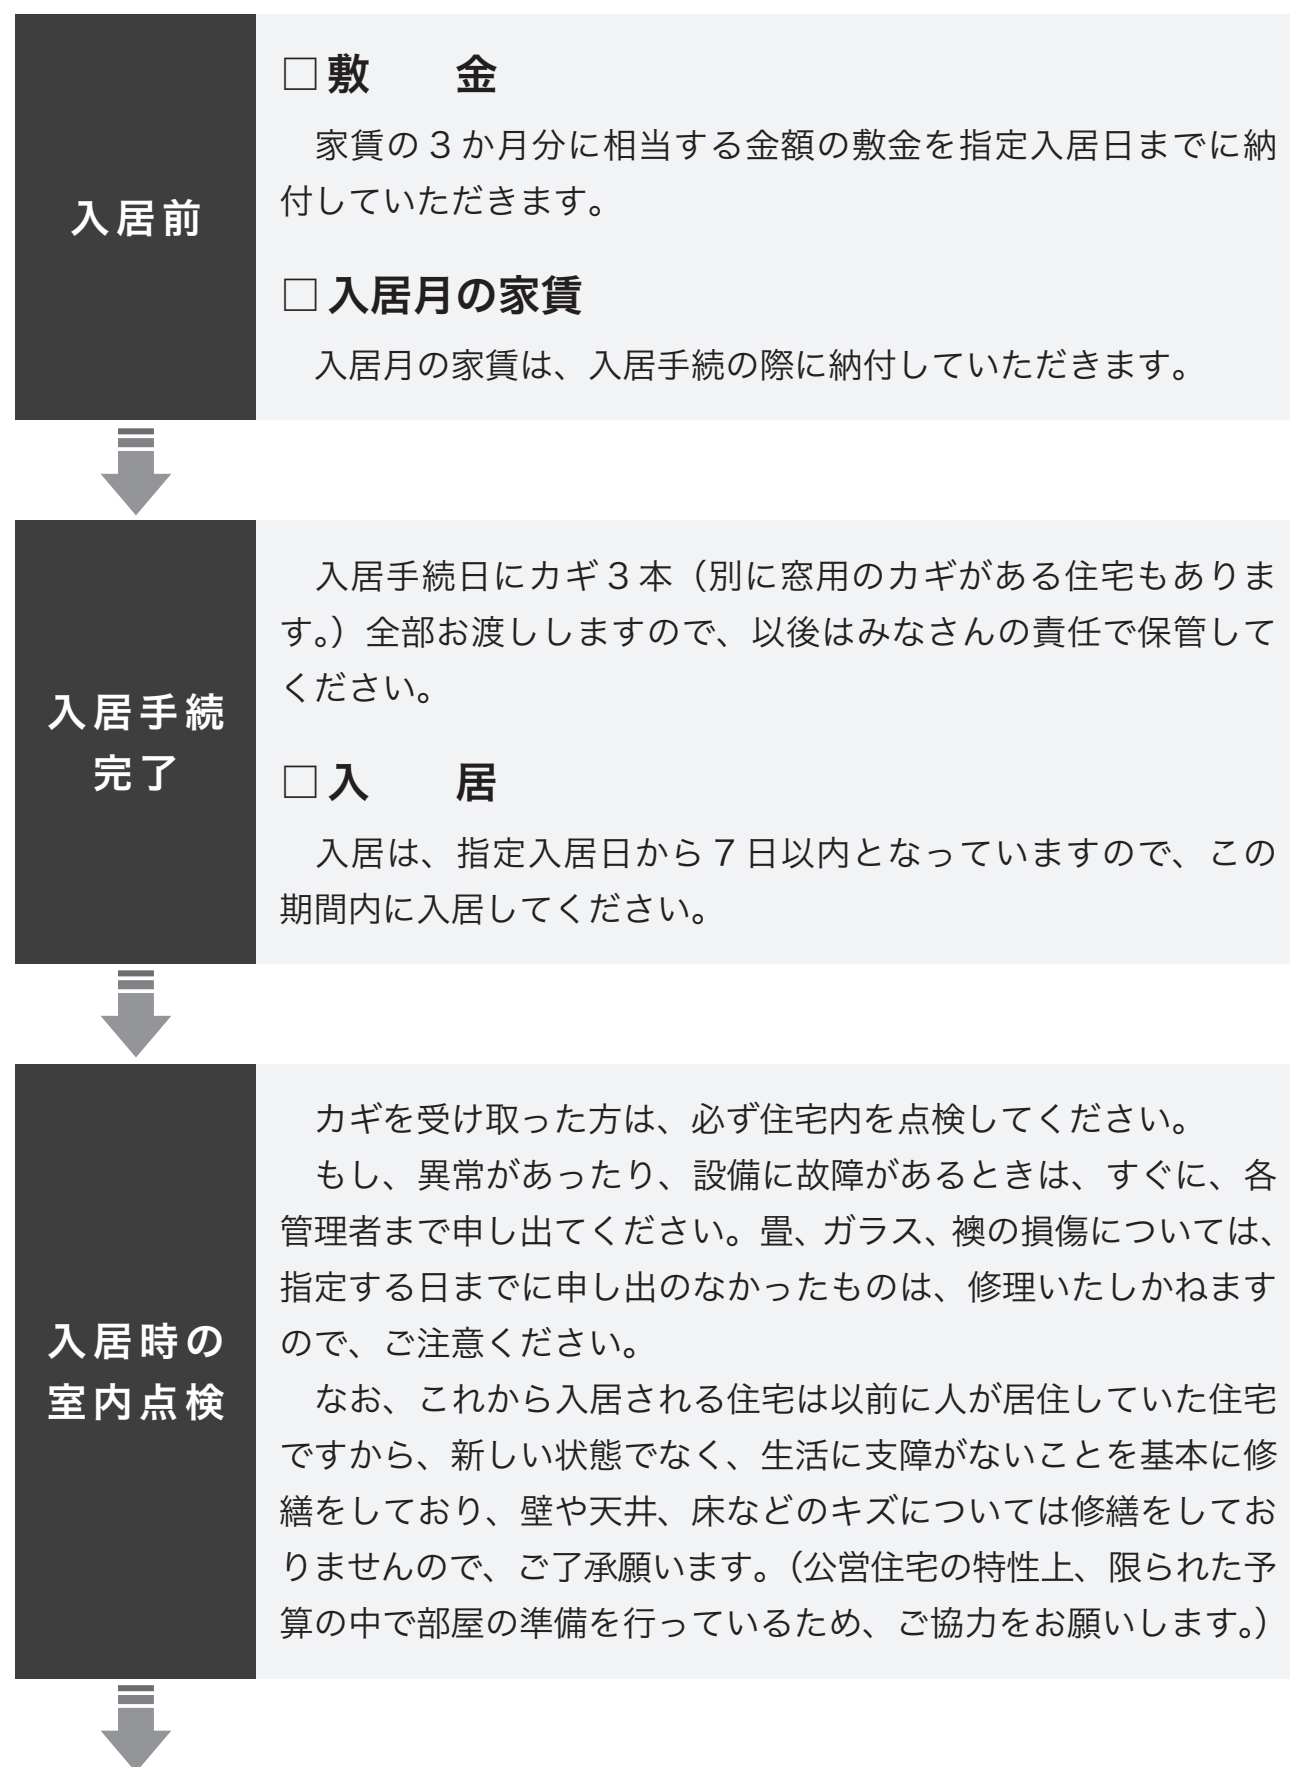 入居前
□敷　　金
　家賃の３か月分に相当する金額の敷金を指定入居日までに納
付していただきます。
□入居月の家賃
　入居月の家賃は、入居手続の際に納付していただきます。
入居手続
完了
　入居手続日にカギ３本（別に窓用のカギがある住宅もありま
す。）全部お渡ししますので、以後はみなさんの責任で保管して
ください。
□入　　居
　入居は、指定入居日から７日以内となっていますので、この
期間内に入居してください。
入居時の
室内点検
　カギを受け取った方は、必ず住宅内を点検してください。
　もし、異常があったり、設備に故障があるときは、すぐに、各
管理者まで申し出てください。畳、ガラス、襖の損傷については、
指定する日までに申し出のなかったものは、修理いたしかねます
ので、ご注意ください。
　なお、これから入居される住宅は以前に人が居住していた住宅
ですから、新しい状態でなく、生活に支障がないことを基本に修
繕をしており、壁や天井、床などのキズについては修繕をしてお
りませんので、ご了承願います。（公営住宅の特性上、限られた予
算の中で部屋の準備を行っているため、ご協力をお願いします。）